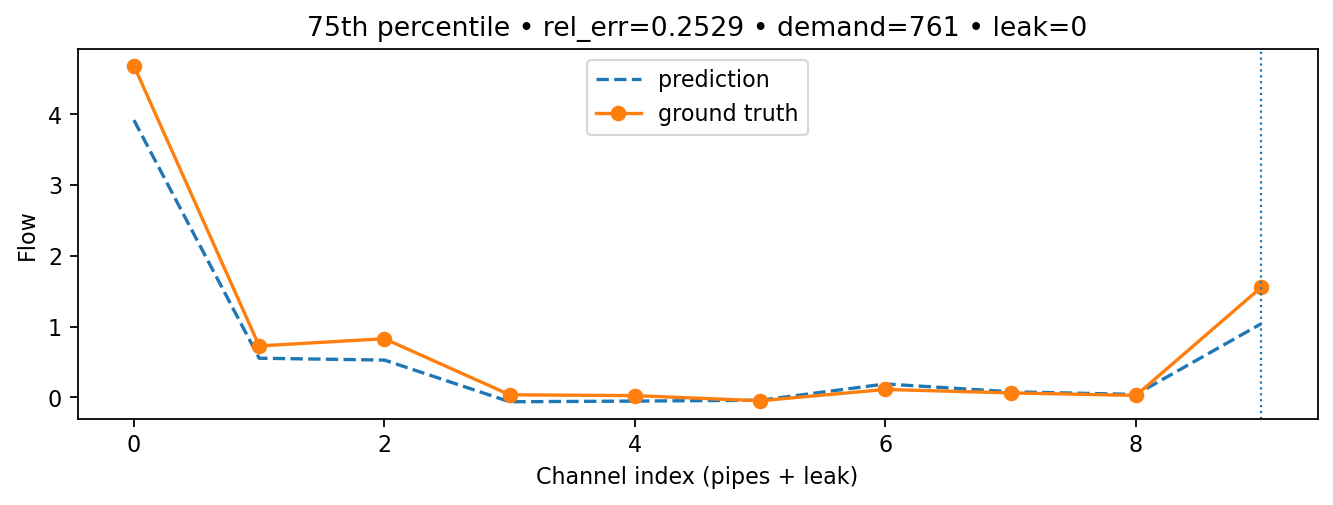 75th percentile • rel_err=0.2529 • demand=761 • leak=0
prediction
ground truth
Flow
4
3
2
1
0
0 2 4 6 8
Channel index (pipes + leak)